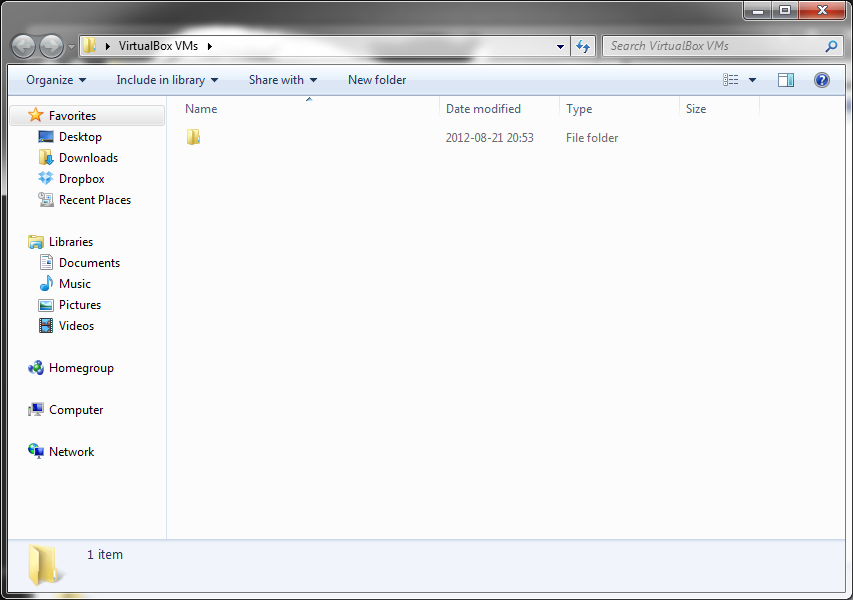 VirtualBox VMs
Search VirtualBox VMs
Organize Include in library Share with New folder
Name Date modified Type Size
2012-08-21 20:53 File folder
Favorites
Desktop
Downloads
Dropbox
Recent Places
Libraries
Documents
Music
Pictures
Videos
Homegroup
Computer
Network
1 item